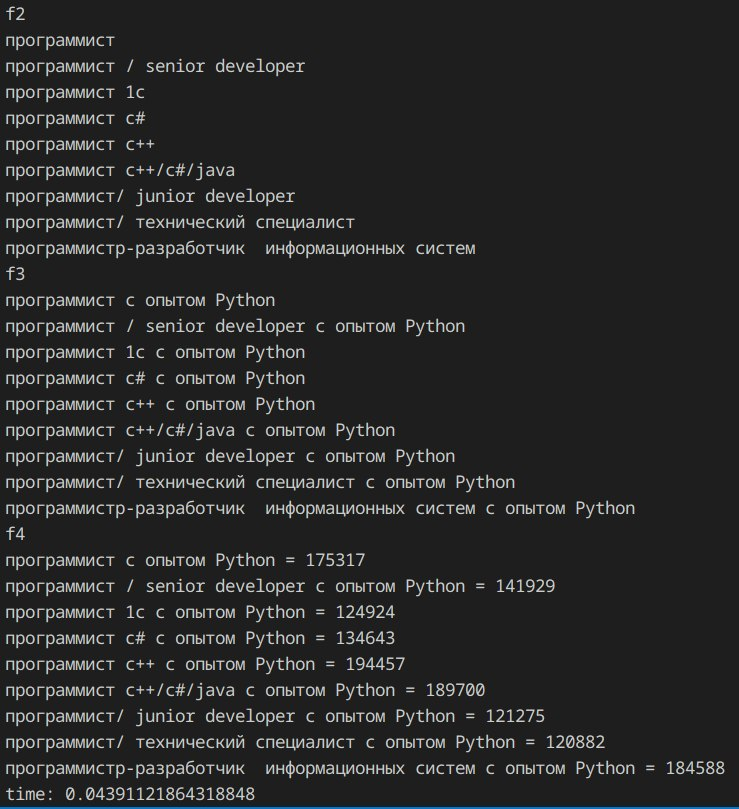 f2
программист
программист / senior developer
программист 1с
программист c#
программист c++
программист c++/c#/java
программист/ junior developer
программист/ технический специалист
программистр-разработчик  информационных систем
f3
программист с опытом Python
программист / senior developer с опытом Python
программист 1с с опытом Python
программист c# с опытом Python
программист c++ с опытом Python
программист c++/c#/java с опытом Python
программист/ junior developer с опытом Python
программист/ технический специалист с опытом Python
программистр-разработчик  информационных систем с опытом Python
f4
программист с опытом Python = 175317
программист / senior developer с опытом Python = 141929
программист 1с с опытом Python = 124924
программист c# с опытом Python = 134643
программист c++ с опытом Python = 194457
программист c++/c#/java с опытом Python = 189700
программист/ junior developer с опытом Python = 121275
программист/ технический специалист с опытом Python = 120882
программистр-разработчик  информационных систем с опытом Python = 184588
time: 0.04391121864318848